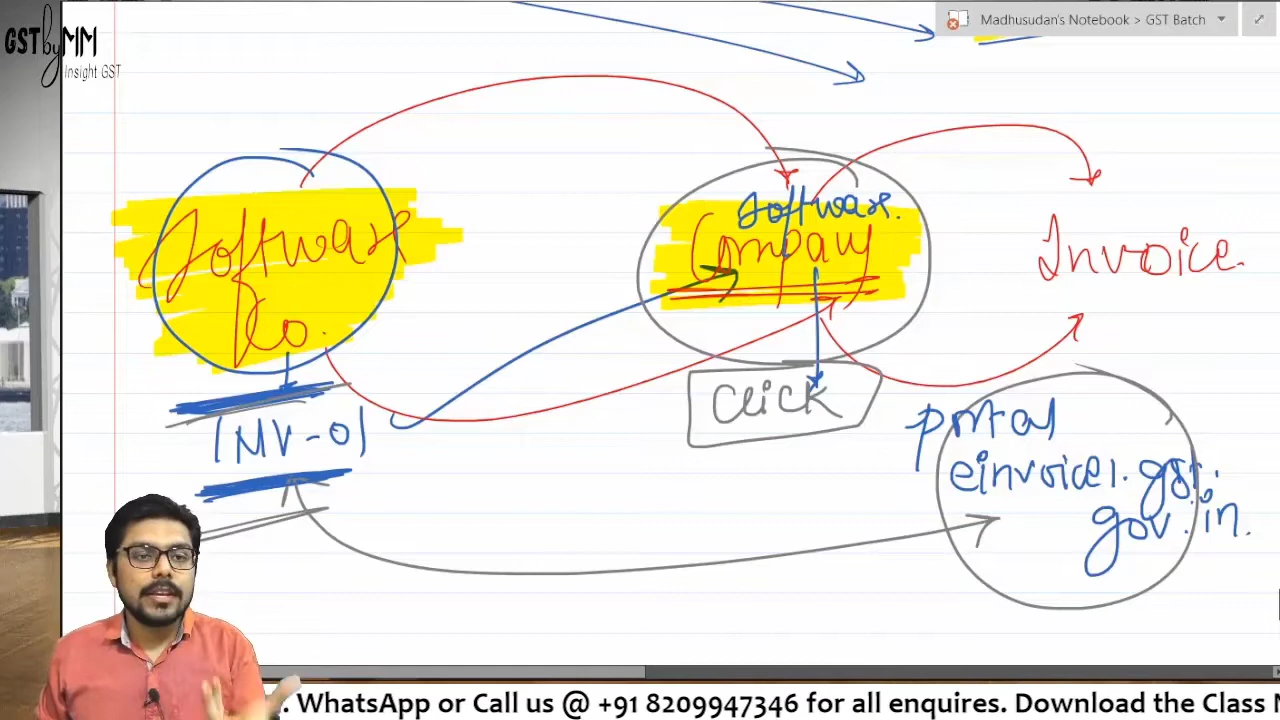 GST by MM
Insight GST
Madhusudan's Notebook > GST Batch
Software
Co.
Software.
Company
Invoice.
Click
INV-01
portal
einvoice1.gst.
gov.in.
. WhatsApp or Call us @ +91 8209947346 for all enquires. Download the Class N